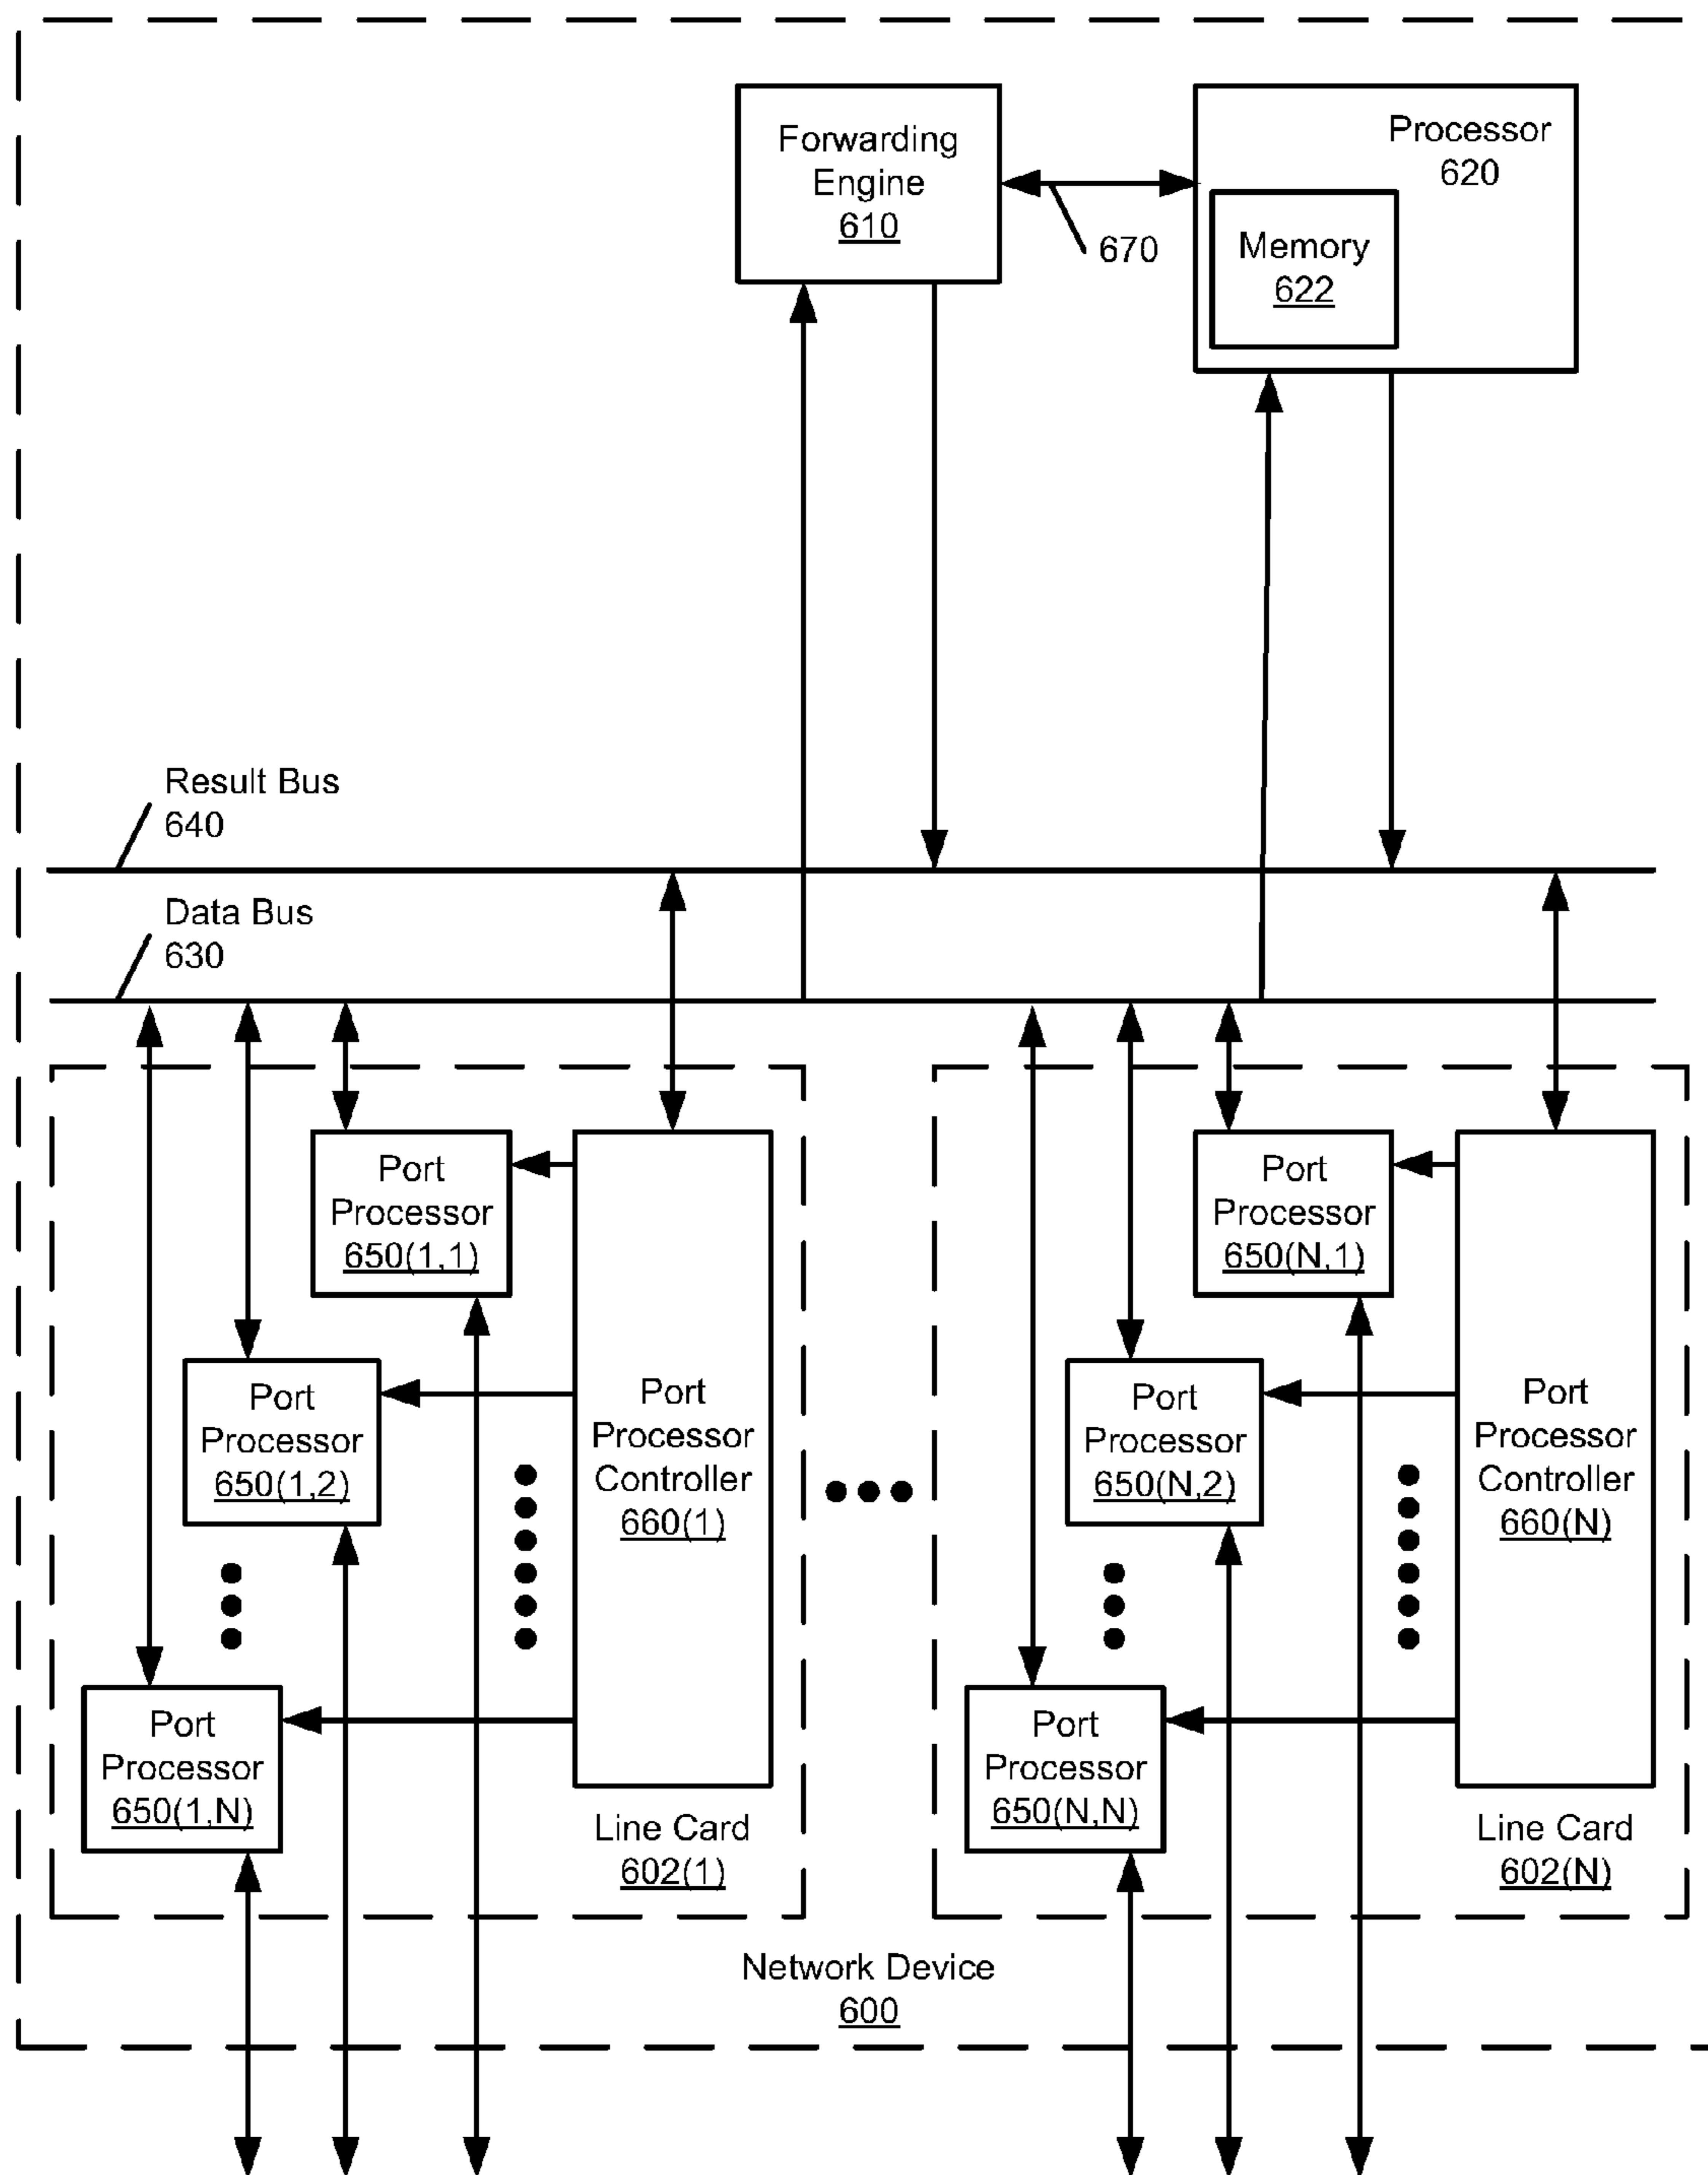 Forwarding
Engine
610
Processor
620
670
Memory
622
Result Bus
640
Data Bus
630
Port
Processor
650(1,1)
Port
Processor
650(1,2)
Port
Processor
Controller
660(1)
Port
Processor
650(1,N)
Line Card
602(1)
Port
Processor
650(N,1)
Port
Processor
650(N,2)
Port
Processor
Controller
660(N)
Port
Processor
650(N,N)
Line Card
602(N)
Network Device
600